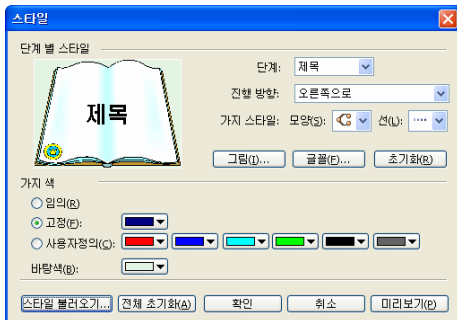 스타일
단계 별 스타일
제목
단계: 제목
진행 방향: 오른쪽으로
가지 스타일: 모양(S): 선(L):
그림(I)... 글꼴(F)... 초기화(R)
가지 색
임의(R)
고정(F):
사용자정의(C):
바탕색(B):
스타일 불러오기... 전체 초기화(A) 확인 취소 미리보기(P)